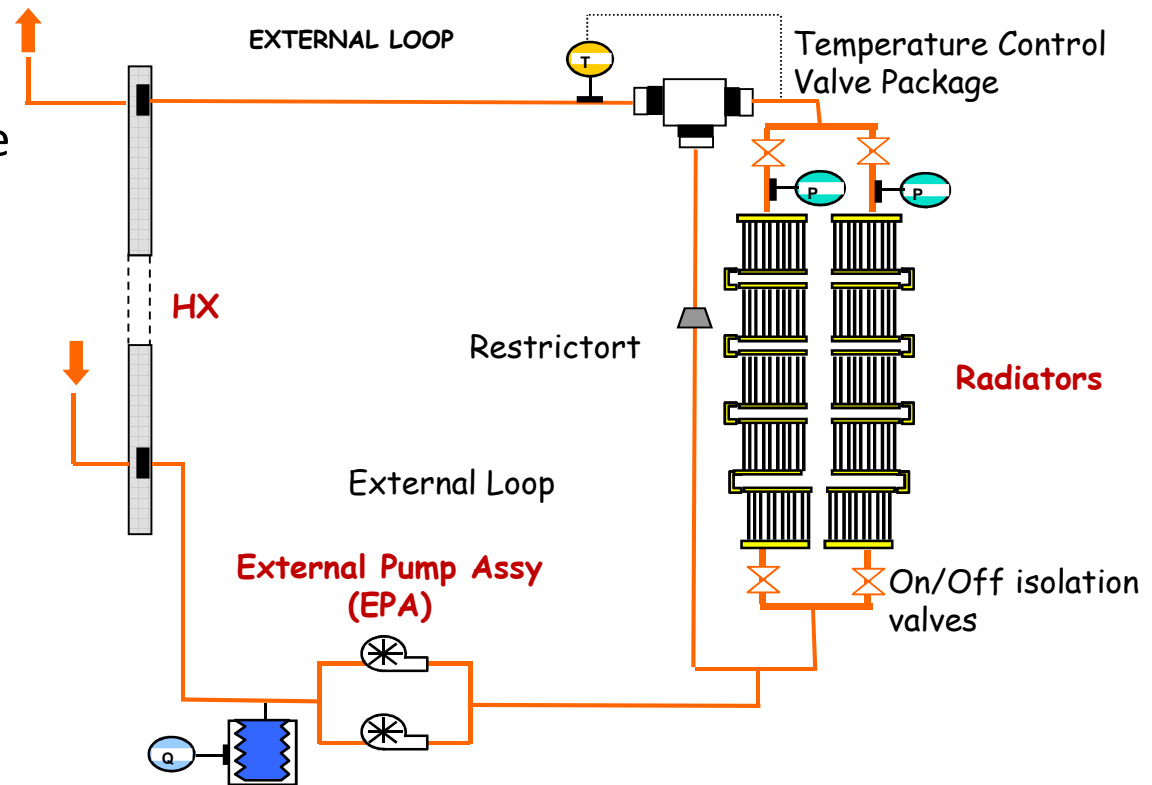 EXTERNAL LOOP
T
Temperature Control
Valve Package
e
P
P
HX
Restrictort
Radiators
External Loop
External Pump Assy
(EPA)
On/Off isolation
valves
Q